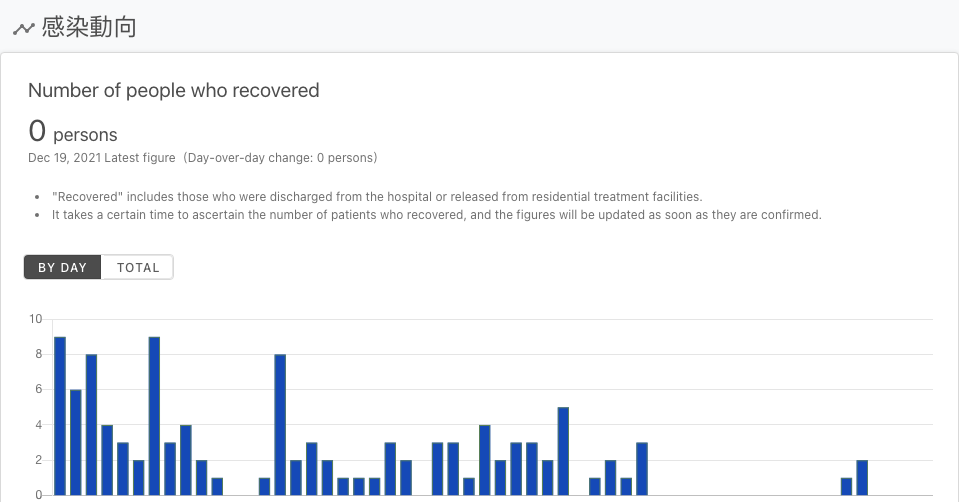 感染動向
Number of people who recovered
0 persons
Dec 19, 2021 Latest figure (Day-over-day change: 0 persons)
• "Recovered" includes those who were discharged from the hospital or released from residential treatment facilities.
• It takes a certain time to ascertain the number of patients who recovered, and the figures will be updated as soon as they are confirmed.
BY DAY TOTAL
10
8
6
4
2
0